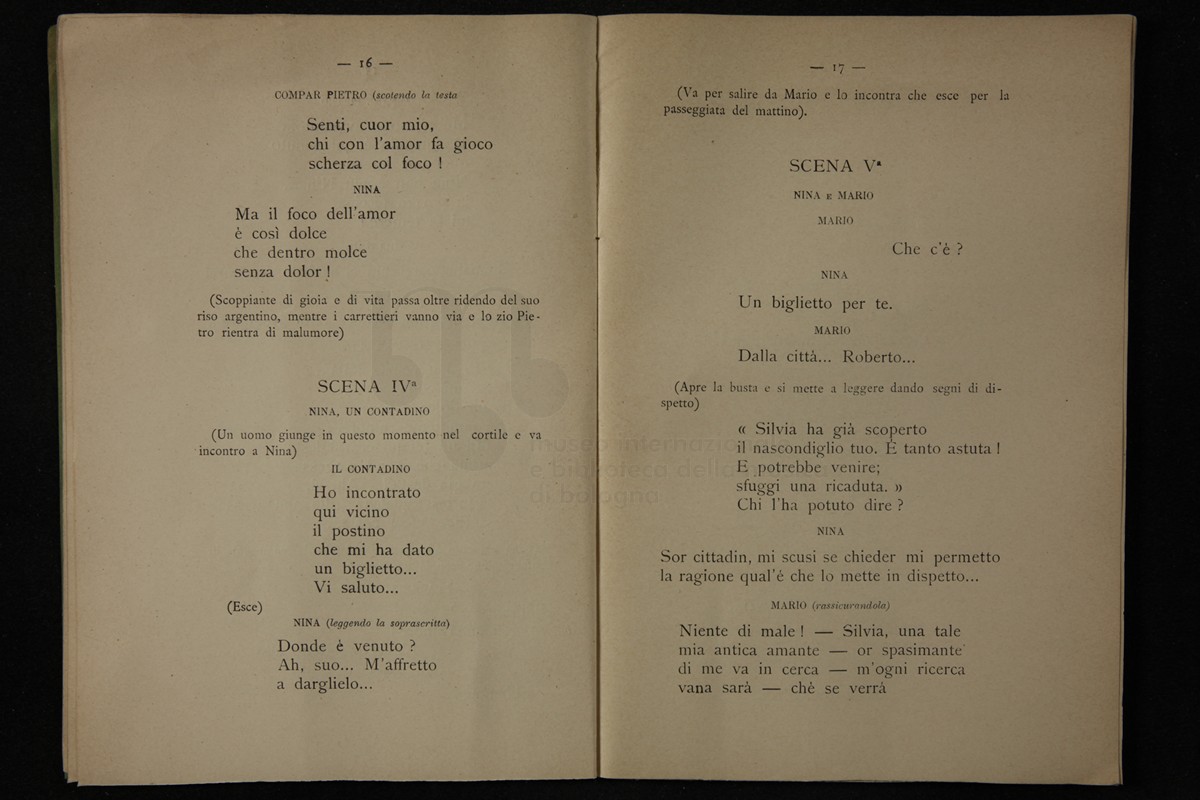 — 16 —
COMPAR PIETRO (scotendo la testa
Senti, cuor mio,
chi con l'amor fa gioco
scherza col foco !
NINA
Ma il foco dell'amor
è così dolce
che dentro molce
senza dolor !
(Scoppiante di gioia e di vita passa oltre ridendo del suo
riso argentino, mentre i carrettieri vanno via e lo zio Pie-
tro rientra di malumore)
SCENA IVª
NINA, UN CONTADINO
(Un uomo giunge in questo momento nel cortile e va
incontro a Nina)
IL CONTADINO
Ho incontrato
qui vicino
il postino
che mi ha dato
un biglietto...
Vi saluto...
(Esce)
NINA (leggendo la soprascritta)
Donde è venuto ?
Ah, suo... M'affretto
a darglielo...
— 17 —
(Va per salire da Mario e lo incontra che esce per la
passeggiata del mattino).
SCENA Vª
NINA E MARIO
MARIO
Che c'è ?
NINA
Un biglietto per te.
MARIO
Dalla città... Roberto...
(Apre la busta e si mette a leggere dando segni di di-
spetto)
« Silvia ha già scoperto
il nascondiglio tuo. E tanto astuta !
E potrebbe venire;
sfuggi una ricaduta. »
Chi l'ha potuto dire ?
NINA
Sor cittadin, mi scusi se chieder mi permetto
la ragione qual'é che lo mette in dispetto...
MARIO (rassicurandola)
Niente di male ! — Silvia, una tale
mia antica amante — or spasimante
di me va in cerca — m'ogni ricerca
vana sarà — chè se verrá
museo internazionale
e biblioteca della
di bologna